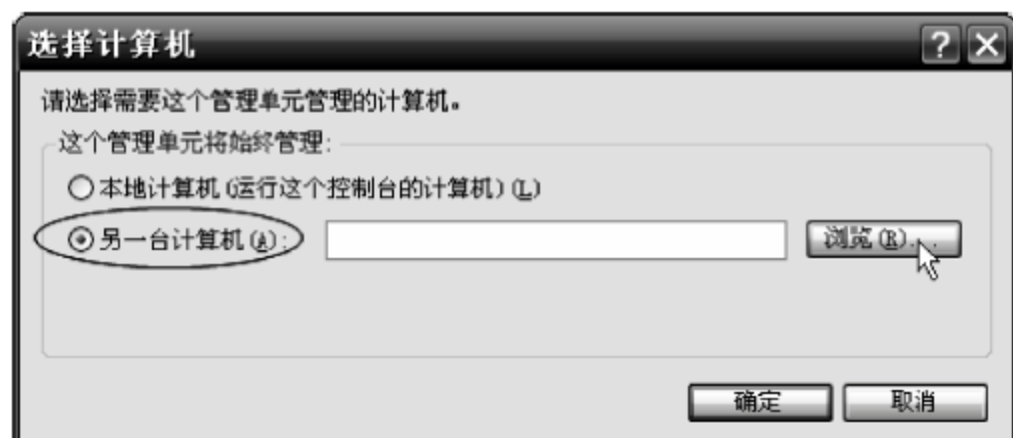 选择计算机
请选择需要这个管理单元管理的计算机。
这个管理单元将始终管理:
本地计算机(运行这个控制台的计算机)(L)
另一台计算机(A):
浏览(R)...
确定 取消